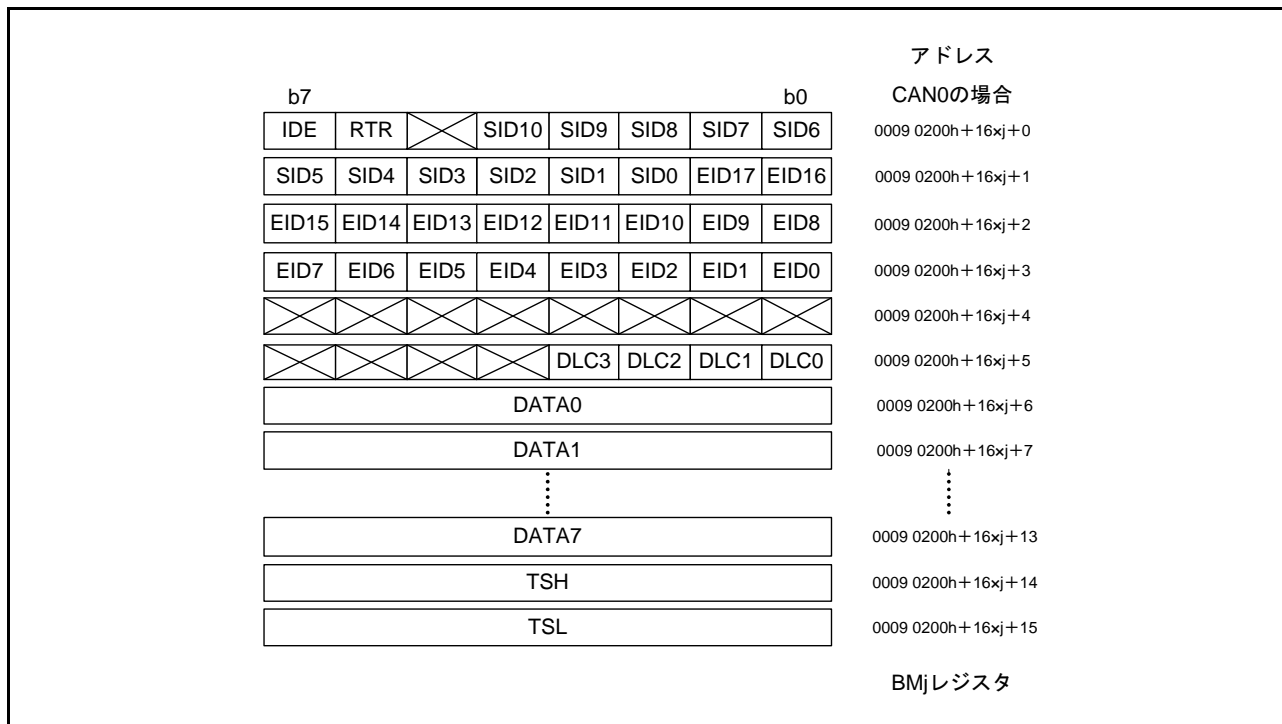 アドレス
b7 b0 CAN0の場合
IDE RTR SID10 SID9 SID8 SID7 SID6 0009 0200h+16×j+0
SID5 SID4 SID3 SID2 SID1 SID0 EID17 EID16 0009 0200h+16×j+1
EID15 EID14 EID13 EID12 EID11 EID10 EID9 EID8 0009 0200h+16×j+2
EID7 EID6 EID5 EID4 EID3 EID2 EID1 EID0 0009 0200h+16×j+3
0009 0200h+16×j+4
DLC3 DLC2 DLC1 DLC0 0009 0200h+16×j+5
DATA0 0009 0200h+16×j+6
DATA1 0009 0200h+16×j+7
DATA7 0009 0200h+16×j+13
TSH 0009 0200h+16×j+14
TSL 0009 0200h+16×j+15
BMjレジスタ